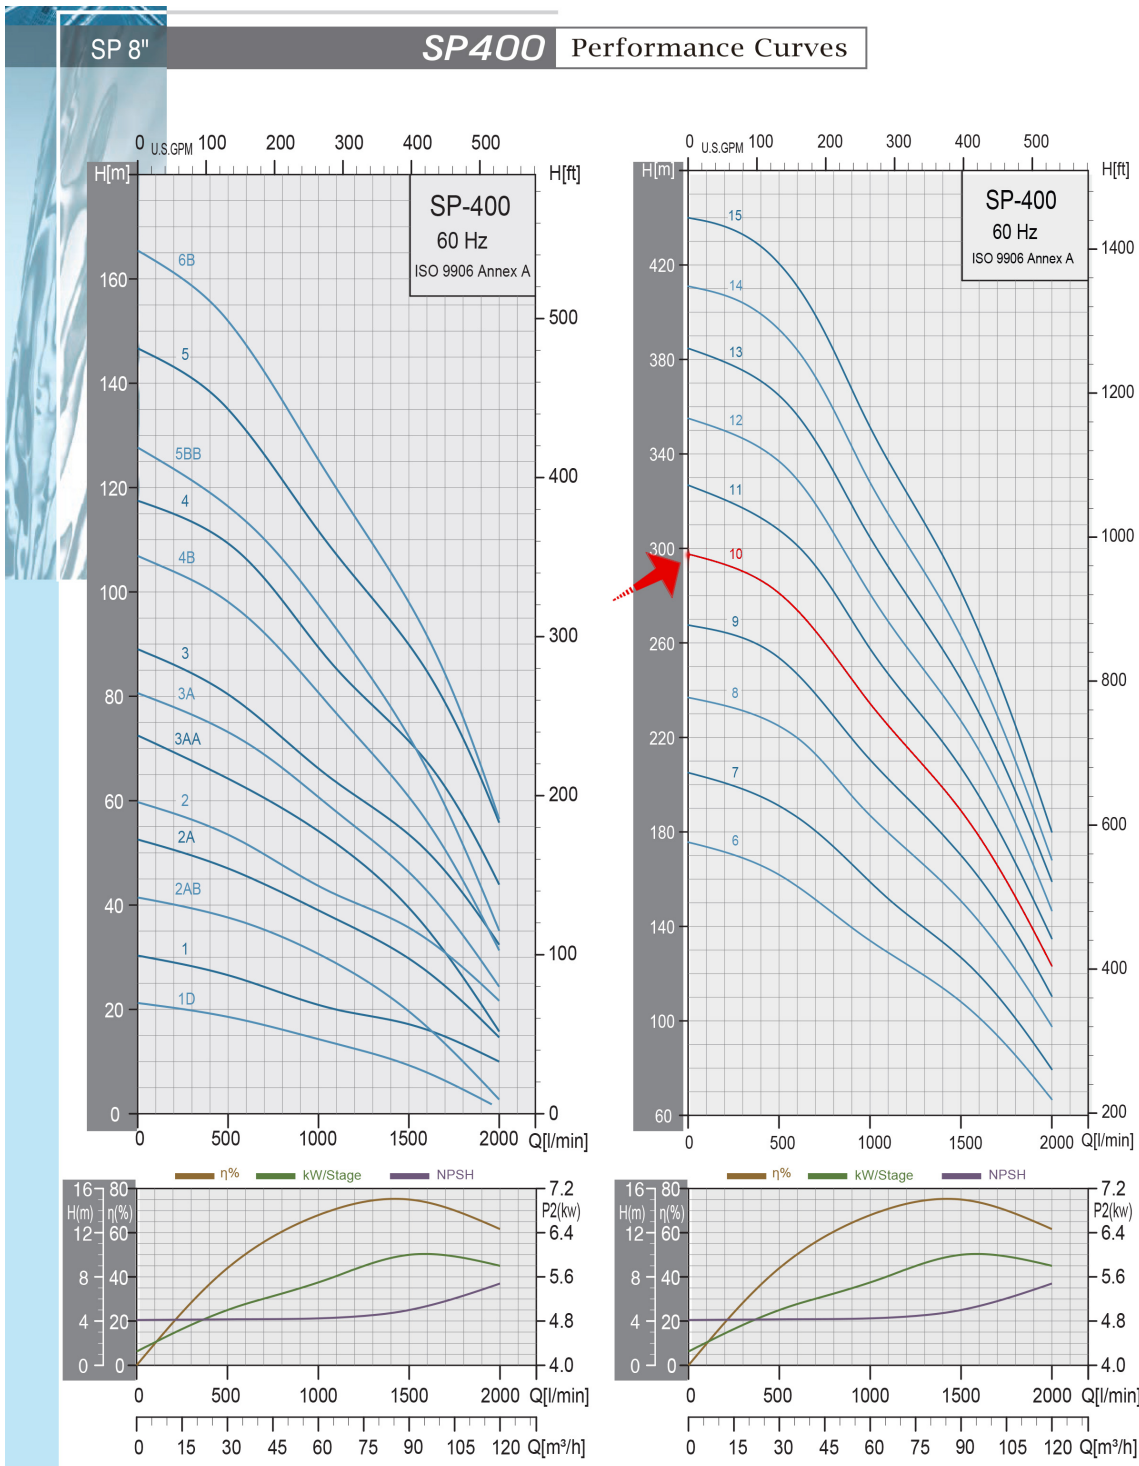 SP 8"
SP400 Performance Curves
0 U.S.GPM 100 200 300 400 500
H[m] H[ft]
SP-400
60 Hz
ISO 9906 Annex A
160
140
120
100
80
60
40
20
0
500
400
300
200
100
0
6B
5
5BB
4
4B
3
3A
3AA
2
2A
2AB
1
1D
0 500 1000 1500 2000 Q[l/min]
0 U.S.GPM 100 200 300 400 500
H[m] H[ft]
SP-400
60 Hz
ISO 9906 Annex A
420
380
340
300
260
220
180
140
100
60
1400
1200
1000
800
600
400
200
15
14
13
12
11
10
9
8
7
6
0 500 1000 1500 2000 Q[l/min]
η% kW/Stage NPSH
16 80 7.2
H(m) η(%) P2(kw)
12 60 6.4
8 40 5.6
4 20 4.8
0 0 4.0
0 500 1000 1500 2000 Q[l/min]
0 15 30 45 60 75 90 105 120 Q[m³/h]
η% kW/Stage NPSH
16 80 7.2
H(m) η(%) P2(kw)
12 60 6.4
8 40 5.6
4 20 4.8
0 0 4.0
0 500 1000 1500 2000 Q[l/min]
0 15 30 45 60 75 90 105 120 Q[m³/h]